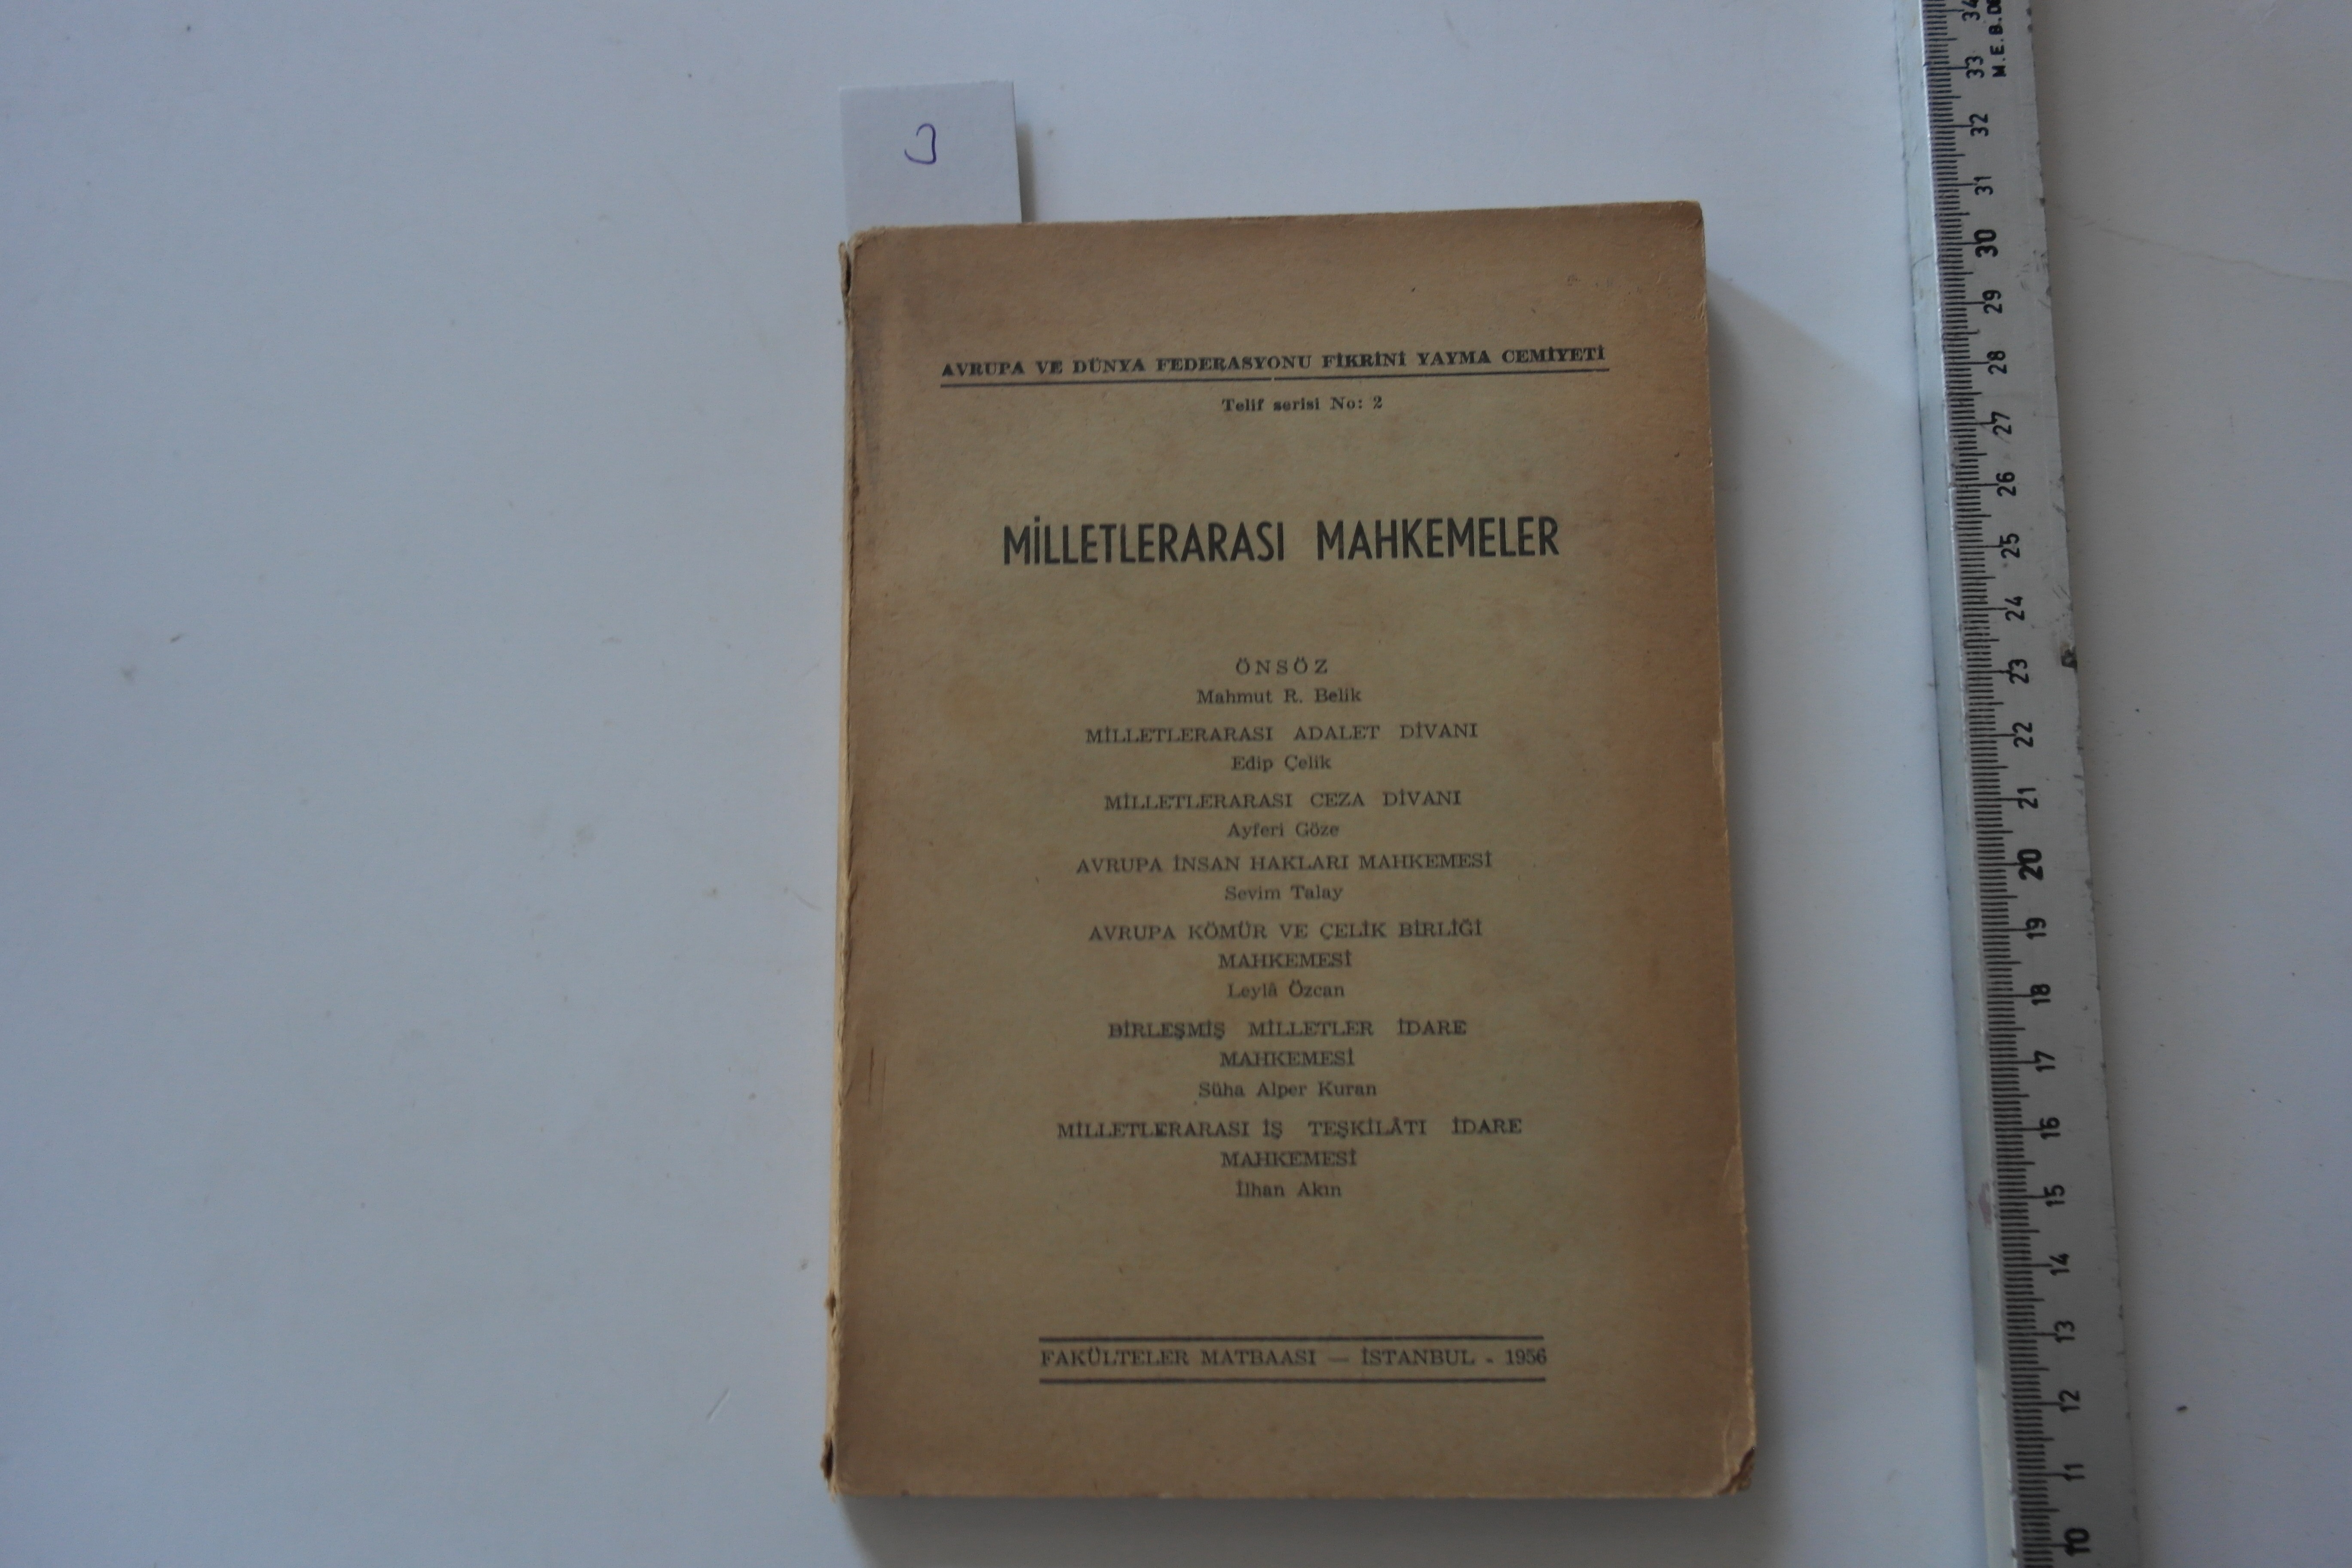 AVRUPA VE DÜNYA FEDERASYONU FİKRİNİ YAYMA CEMİYETİ
Telif serisi No: 2
MİLLETLERARASI MAHKEMELER
ÖNSÖZ
Mahmut R. Belik
MİLLETLERARASI ADALET DİVANI
Edip Çelik
MİLLETLERARASI CEZA DİVANI
Ayferi Göze
AVRUPA İNSAN HAKLARI MAHKEMESİ
Sevim Talay
AVRUPA KÖMÜR VE ÇELİK BİRLİĞİ
MAHKEMESİ
Leylâ Özcan
BİRLEŞMİŞ MİLLETLER İDARE
MAHKEMESİ
Süha Alper Kuran
MİLLETLERARASI İŞ TEŞKİLÂTI İDARE
MAHKEMESİ
İlhan Akın
FAKÜLTELER MATBAASI — İSTANBUL - 1956
34
33
32
31
30
29
28
27
26
25
24
23
22
21
20
19
18
17
16
15
14
13
12
11
10
M.E.B.